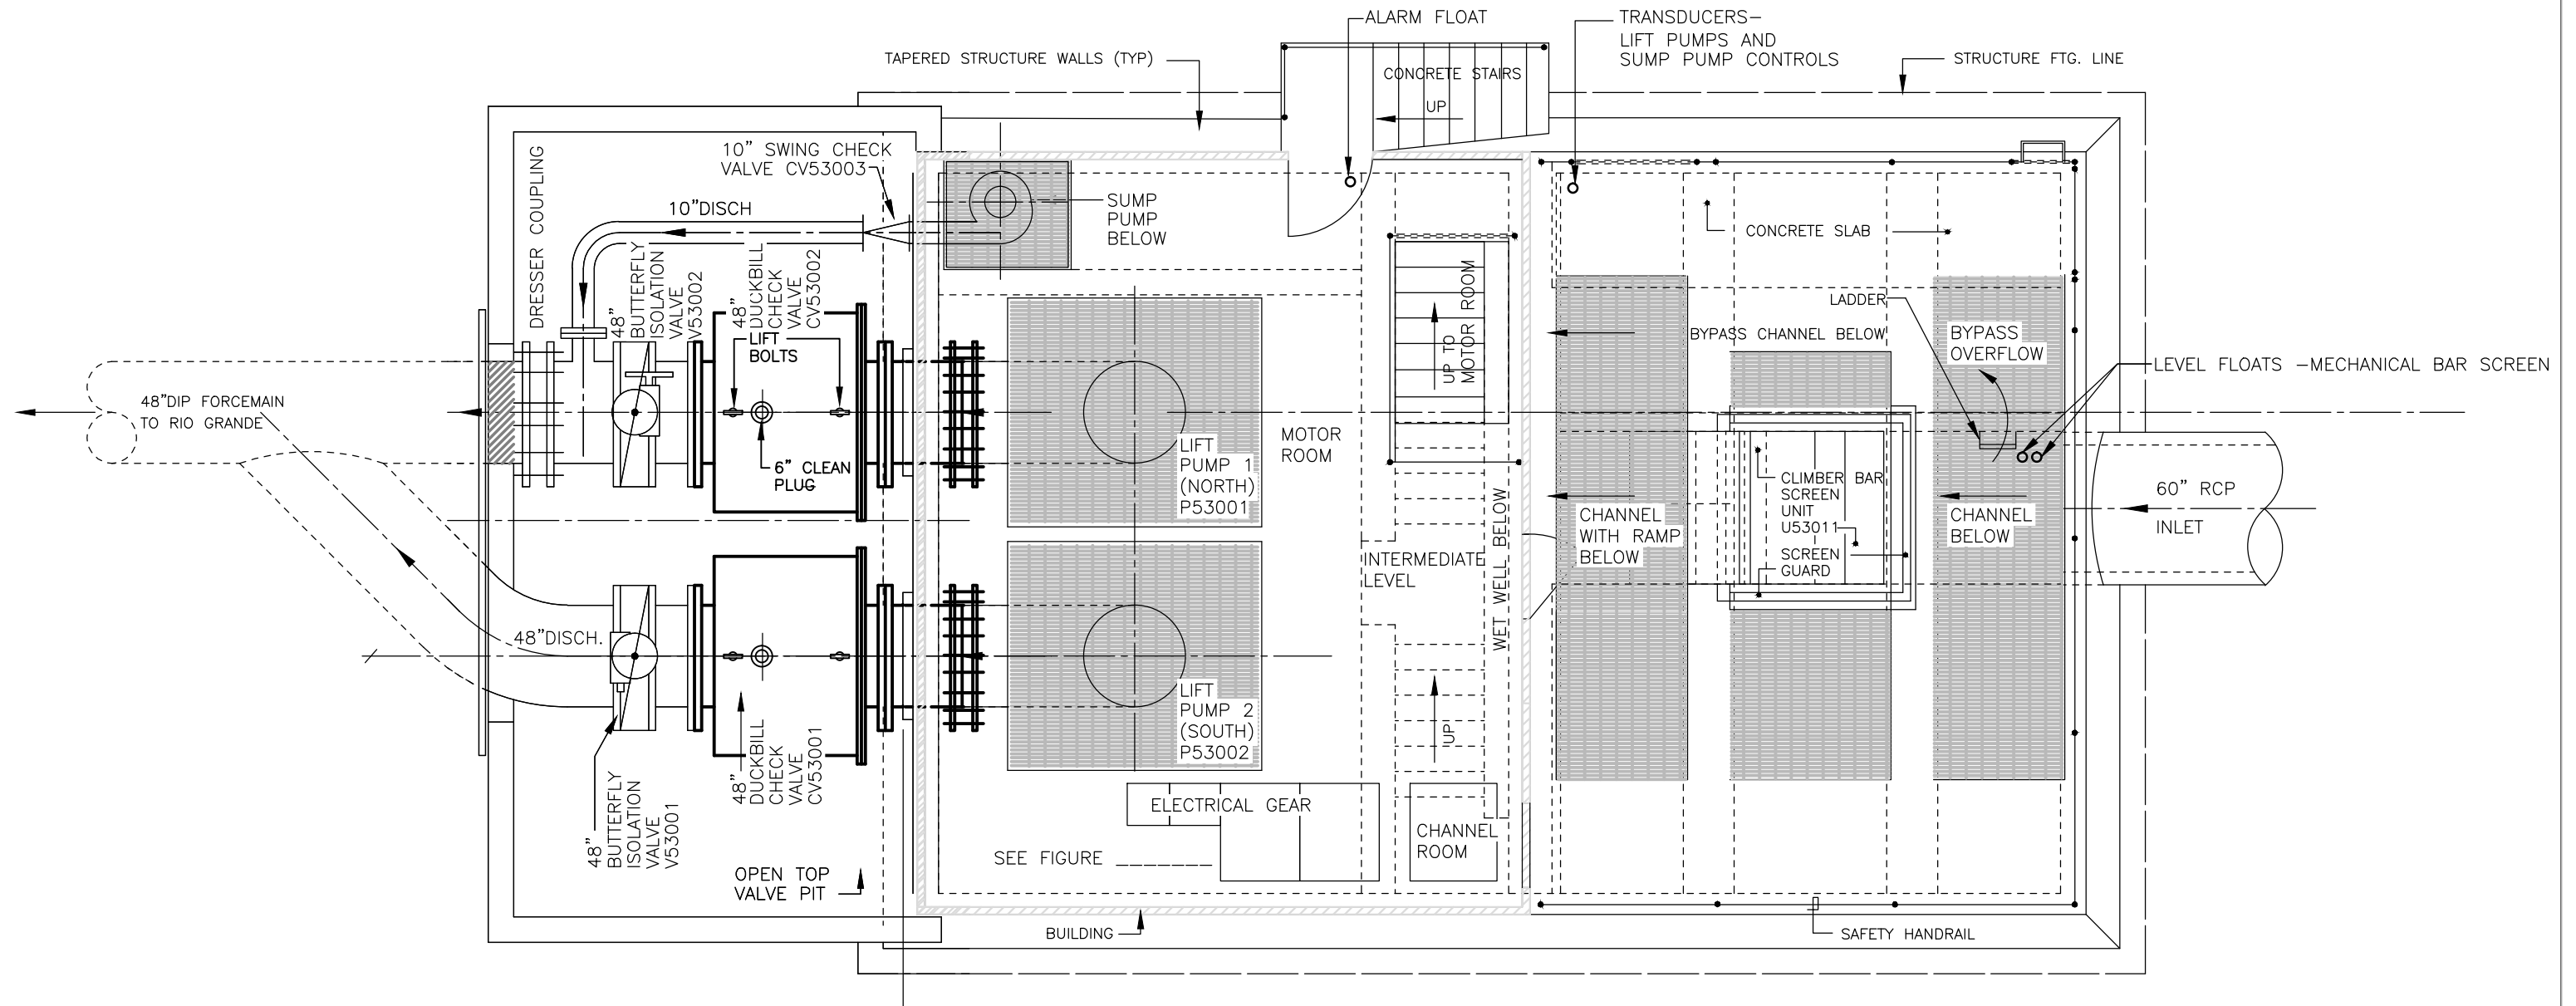 ALARM FLOAT
TRANSDUCERS-
LIFT PUMPS AND
SUMP PUMP CONTROLS
TAPERED STRUCTURE WALLS (TYP)
CONCRETE STAIRS
UP
STRUCTURE FTG. LINE
10" SWING CHECK
VALVE CV53003
DRESSER COUPLING
10"DISCH
SUMP
PUMP
BELOW
CONCRETE SLAB
48"
BUTTERFLY
ISOLATION
VALVE
V53002
48"
DUCKBILL
CHECK
VALVE
CV53002
LIFT
BOLTS
UP TO
MOTOR ROOM
LADDER
BYPASS CHANNEL BELOW
BYPASS
OVERFLOW
LEVEL FLOATS -MECHANICAL BAR SCREEN
48"DIP FORCEMAIN
TO RIO GRANDE
6" CLEAN
PLUG
LIFT
PUMP 1
(NORTH)
P53001
MOTOR
ROOM
CLIMBER BAR
SCREEN
UNIT
U53011
SCREEN
GUARD
CHANNEL
WITH RAMP
BELOW
CHANNEL
BELOW
60" RCP
INLET
INTERMEDIATE
LEVEL
WET WELL BELOW
48"DISCH.
LIFT
PUMP 2
(SOUTH)
P53002
UP
48"
BUTTERFLY
ISOLATION
VALVE
V53001
48"
DUCKBILL
CHECK
VALVE
CV53001
ELECTRICAL GEAR
CHANNEL
ROOM
SEE FIGURE ________
OPEN TOP
VALVE PIT
BUILDING
SAFETY HANDRAIL